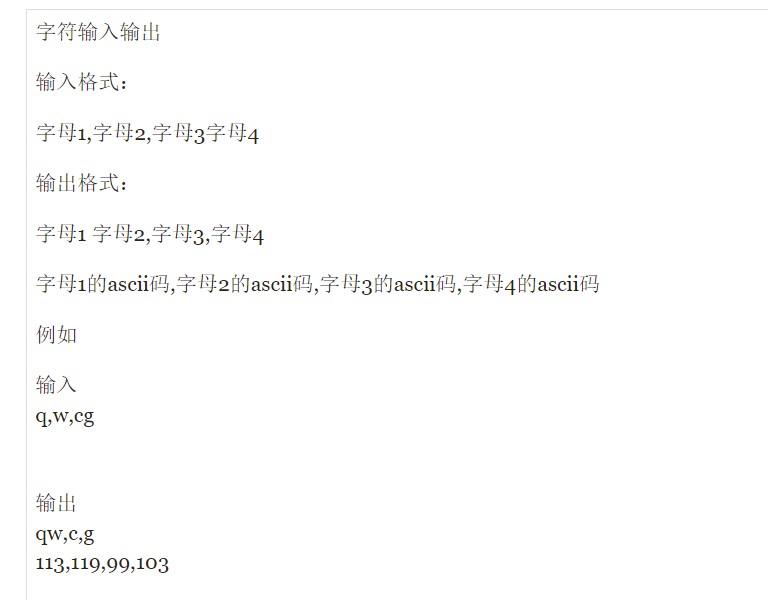 字符输入输出
输入格式：
字母1,字母2,字母3字母4
输出格式：
字母1 字母2,字母3,字母4
字母1的ascii码,字母2的ascii码,字母3的ascii码,字母4的ascii码
例如
输入
q,w,cg
输出
qw,c,g
113,119,99,103